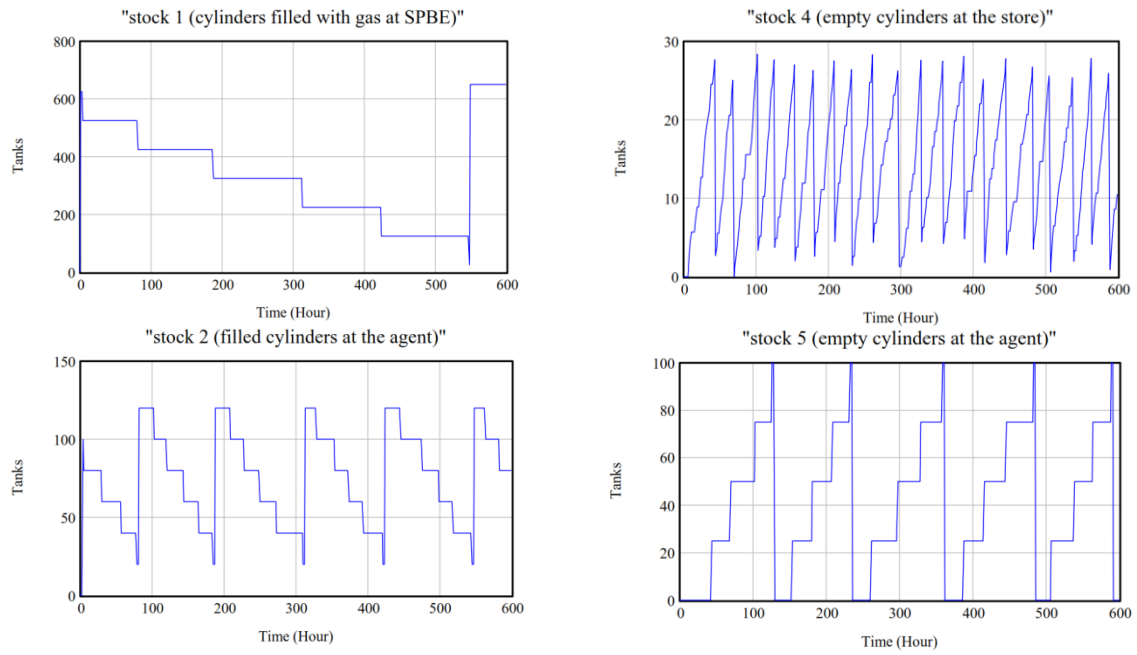 "stock 1 (cylinders filled with gas at SPBE)"
800
600
400
200
0
Tanks
0 100 200 300 400 500 600
Time (Hour)
"stock 4 (empty cylinders at the store)"
30
20
10
0
Tanks
0 100 200 300 400 500 600
Time (Hour)
"stock 2 (filled cylinders at the agent)"
150
100
50
0
Tanks
0 100 200 300 400 500 600
Time (Hour)
"stock 5 (empty cylinders at the agent)"
100
80
60
40
20
0
Tanks
0 100 200 300 400 500 600
Time (Hour)